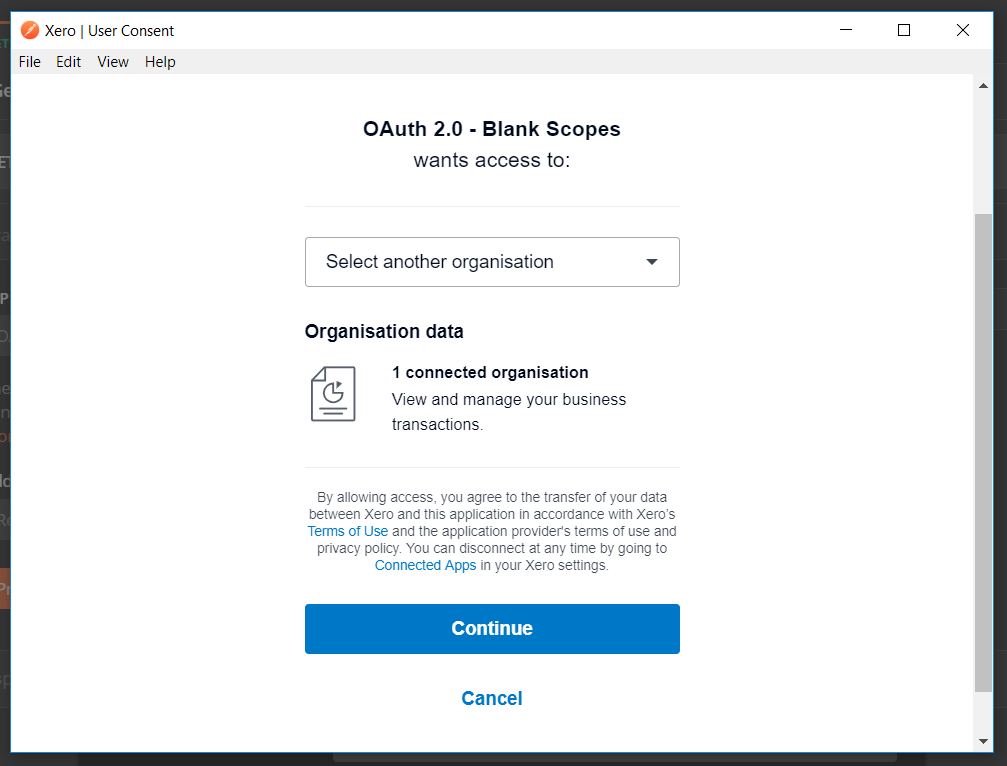 Xero | User Consent
File Edit View Help
OAuth 2.0 - Blank Scopes
wants access to:
Select another organisation
Organisation data
1 connected organisation
View and manage your business
transactions.
By allowing access, you agree to the transfer of your data
between Xero and this application in accordance with Xero's
Terms of Use and the application provider's terms of use and
privacy policy. You can disconnect at any time by going to
Connected Apps in your Xero settings.
Continue
Cancel